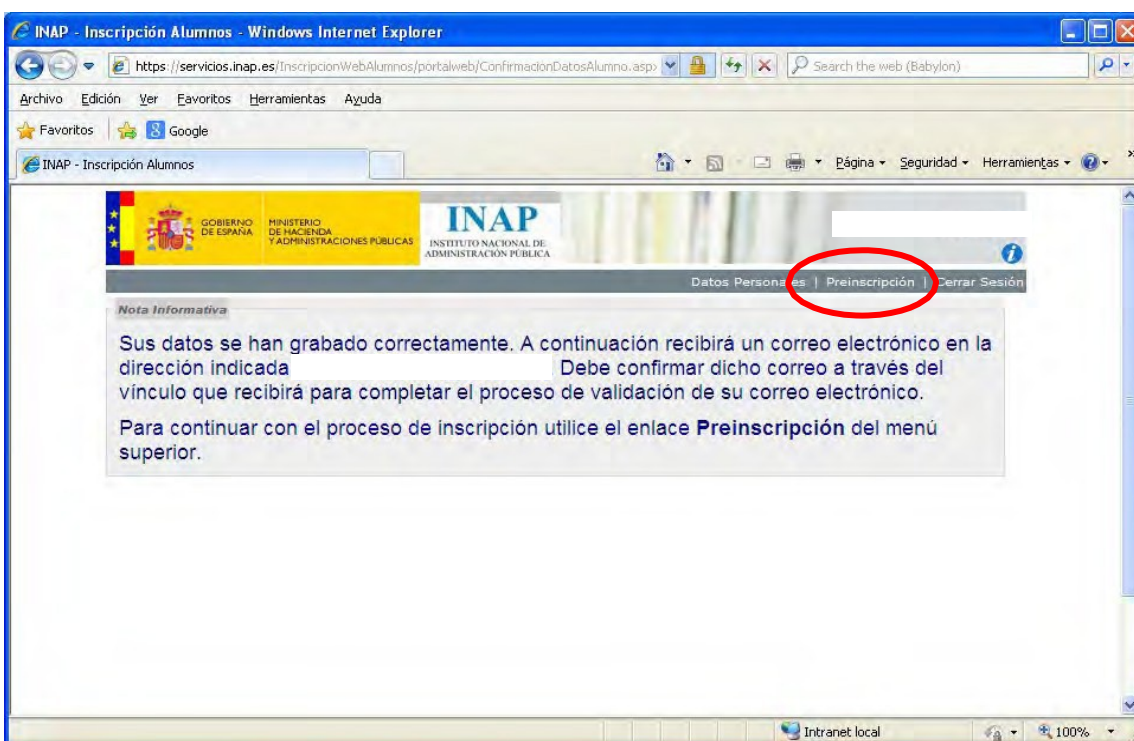 INAP - Inscripción Alumnos - Windows Internet Explorer
https://servicios.inap.es/InscripcionWebAlumnos/portalweb/ConfirmacionDatosAlumno.asp
Search the web (Babylon)
Archivo Edición Ver Favoritos Herramientas Ayuda
Favoritos Google
INAP - Inscripción Alumnos
Página Seguridad Herramientas
GOBIERNO DE ESPAÑA
MINISTERIO DE HACIENDA Y ADMINISTRACIONES PÚBLICAS
INAP
INSTITUTO NACIONAL DE
ADMINISTRACIÓN PÚBLICA
Datos Personales | Preinscripción | Cerrar Sesión
Nota Informativa
Sus datos se han grabado correctamente. A continuación recibirá un correo electrónico en la
dirección indicada Debe confirmar dicho correo a través del
vínculo que recibirá para completar el proceso de validación de su correo electrónico.
Para continuar con el proceso de inscripción utilice el enlace Preinscripción del menú
superior.
Intranet local 100%